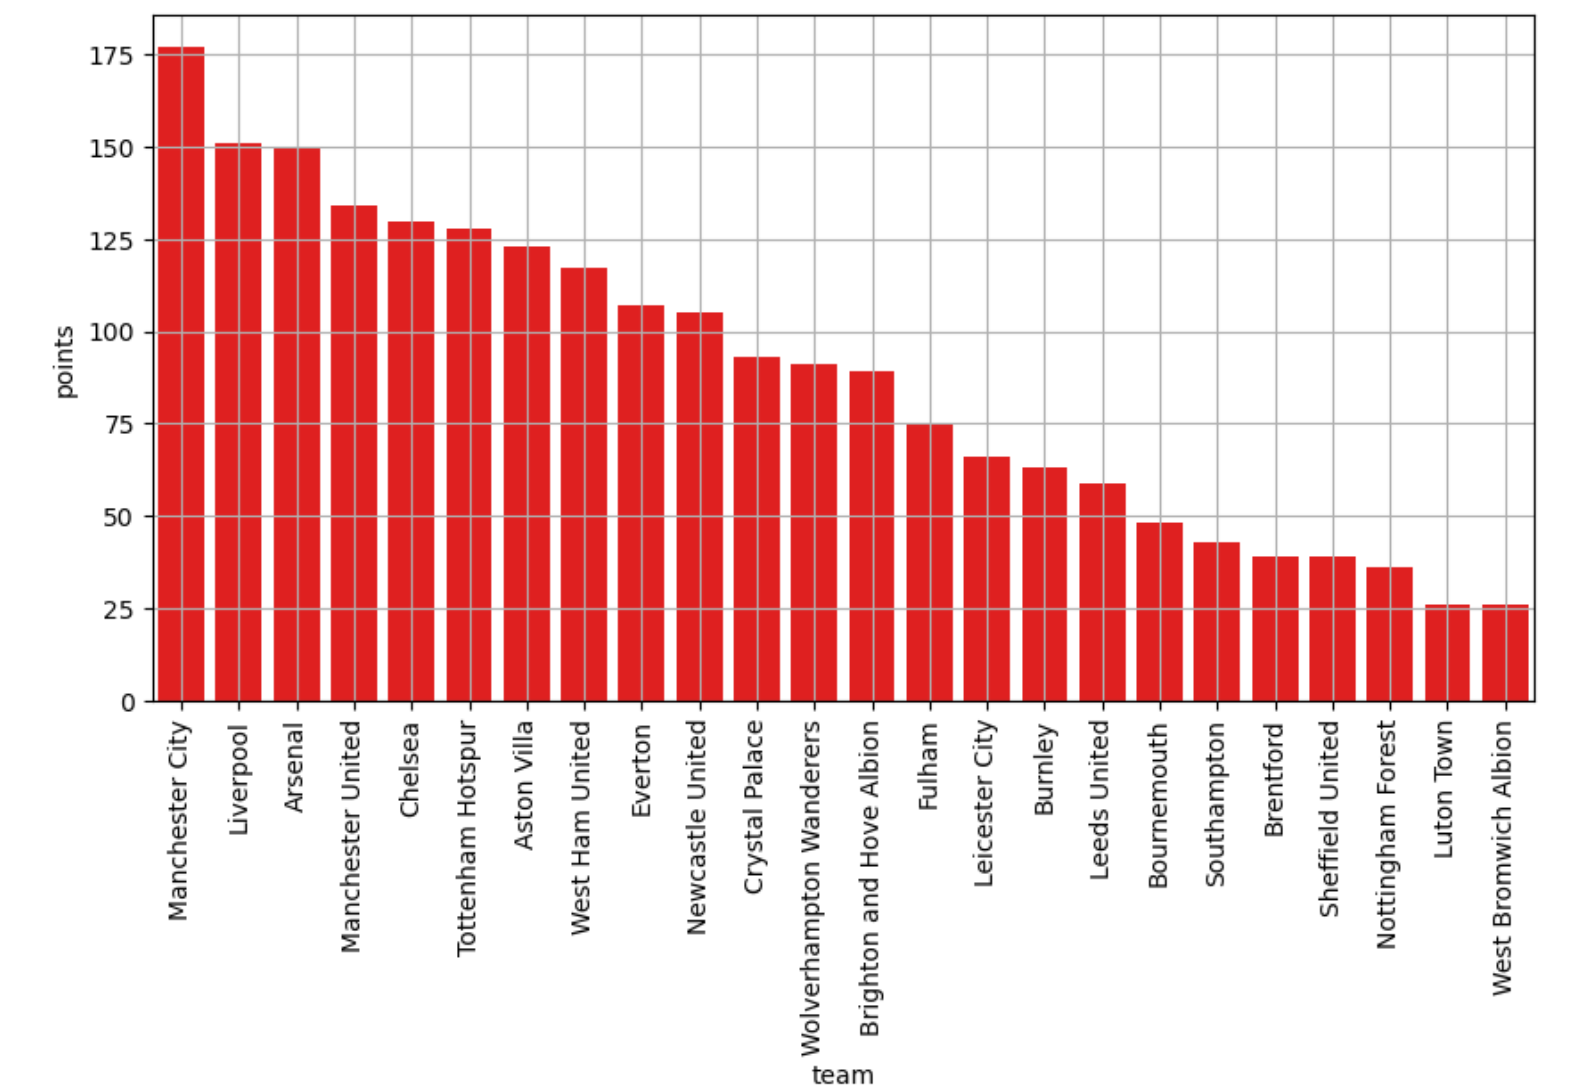 175
150
125
100
75
50
25
0
points
Manchester City
Liverpool
Arsenal
Manchester United
Chelsea
Tottenham Hotspur
Aston Villa
West Ham United
Everton
Newcastle United
Crystal Palace
Wolverhampton Wanderers
Brighton and Hove Albion
Fulham
Leicester City
Burnley
Leeds United
Bournemouth
Southampton
Brentford
Sheffield United
Nottingham Forest
Luton Town
West Bromwich Albion
team